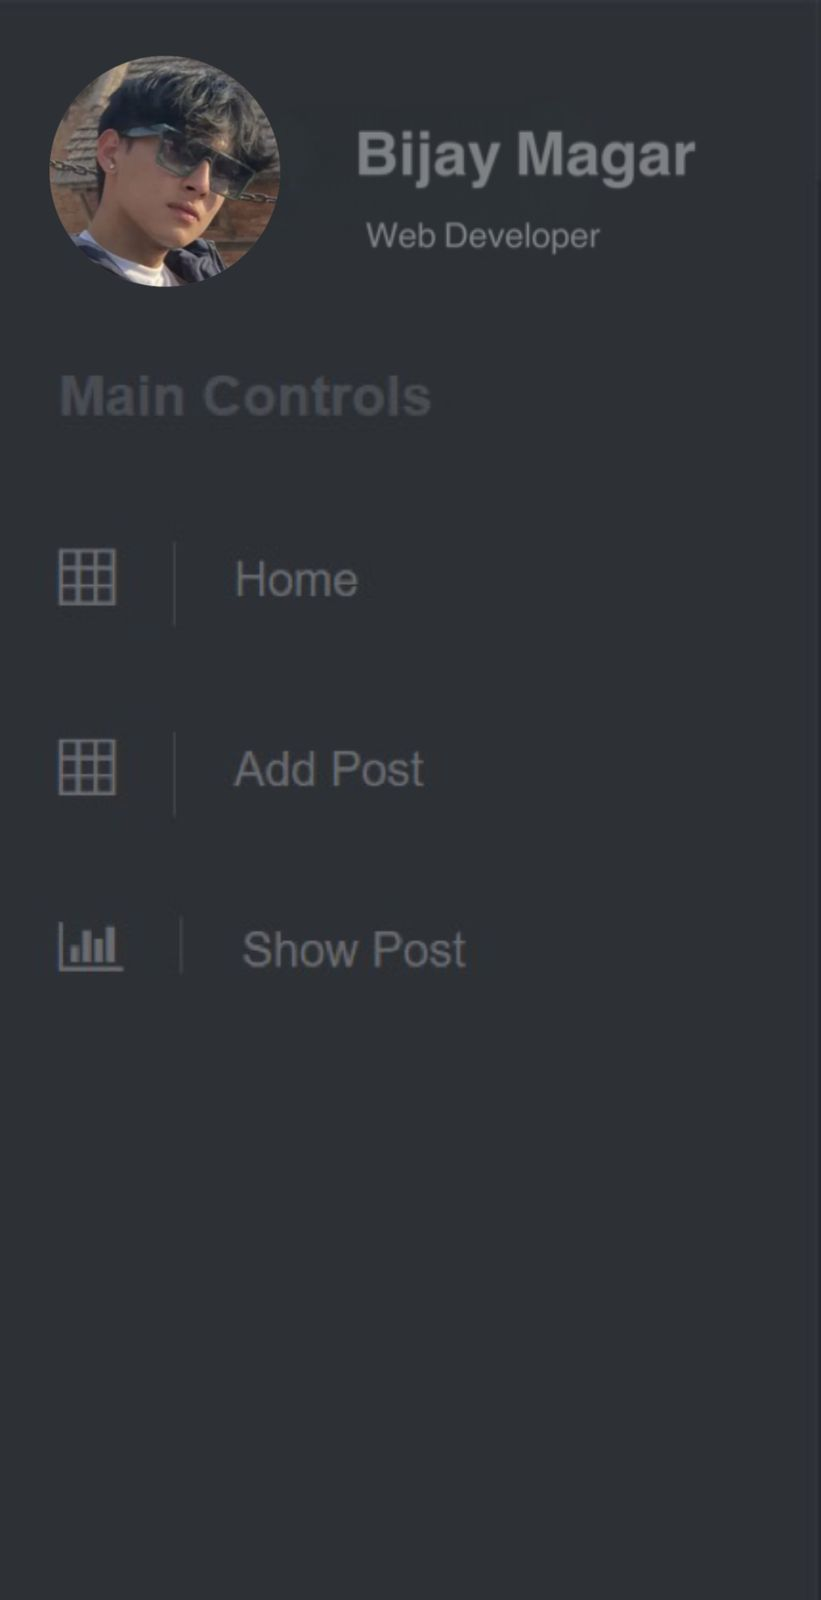 Bijay Magar
Web Developer
Main Controls
Home
Add Post
Show Post